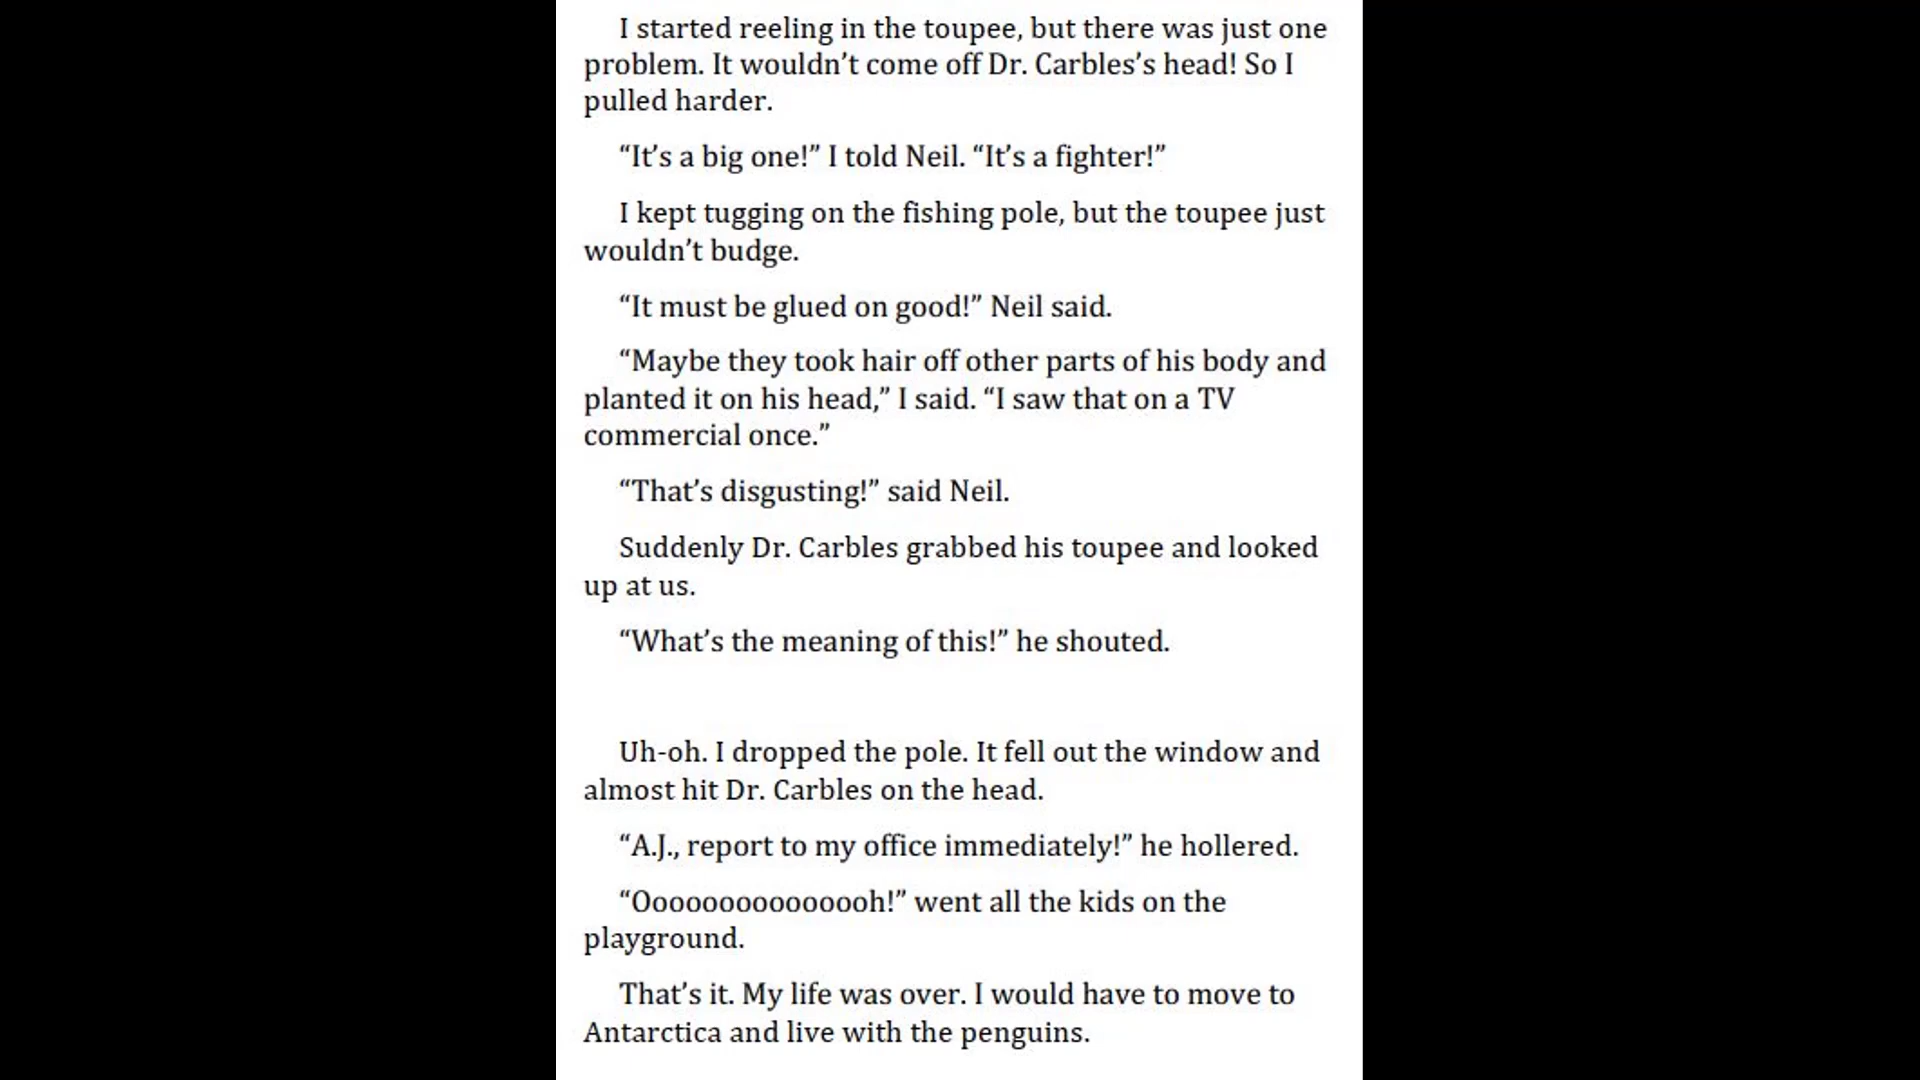 I started reeling in the toupee, but there was just one
problem. It wouldn’t come off Dr. Carbles’s head! So I
pulled harder.
“It’s a big one!” I told Neil. “It’s a fighter!”
I kept tugging on the fishing pole, but the toupee just
wouldn’t budge.
“It must be glued on good!” Neil said.
“Maybe they took hair off other parts of his body and
planted it on his head,” I said. “I saw that on a TV
commercial once.”
“That’s disgusting!” said Neil.
Suddenly Dr. Carbles grabbed his toupee and looked
up at us.
“What’s the meaning of this!” he shouted.
Uh-oh. I dropped the pole. It fell out the window and
almost hit Dr. Carbles on the head.
“A.J., report to my office immediately!” he hollered.
“Ooooooooooooooh!” went all the kids on the
playground.
That’s it. My life was over. I would have to move to
Antarctica and live with the penguins.